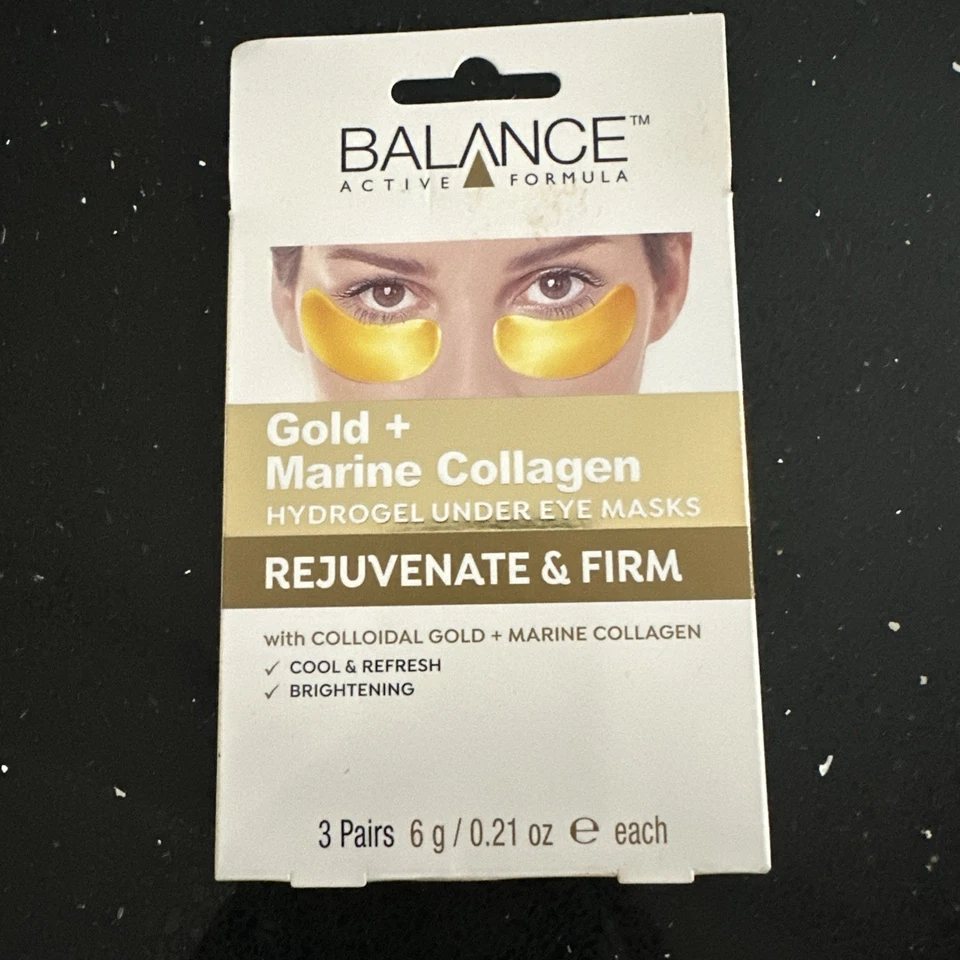 BALANCE™
ACTIVE FORMULA
Gold +
Marine Collagen
HYDROGEL UNDER EYE MASKS
REJUVENATE & FIRM
with COLLOIDAL GOLD + MARINE COLLAGEN
✓ COOL & REFRESH
✓ BRIGHTENING
3 Pairs 6 g / 0.21 oz ℮ each